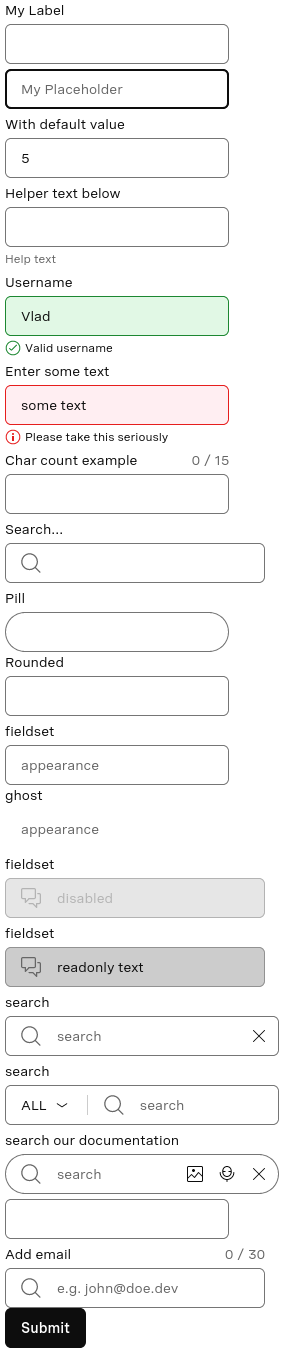 My Label
My Placeholder
With default value
5
Helper text below
Help text
Username
Vlad
Valid username
Enter some text
some text
Please take this seriously
Char count example 0 / 15
Search...
Pill
Rounded
fieldset
appearance
ghost
appearance
fieldset
disabled
fieldset
readonly text
search
search
search
ALL search
search our documentation
search
Add email 0 / 30
e.g. john@doe.dev
Submit